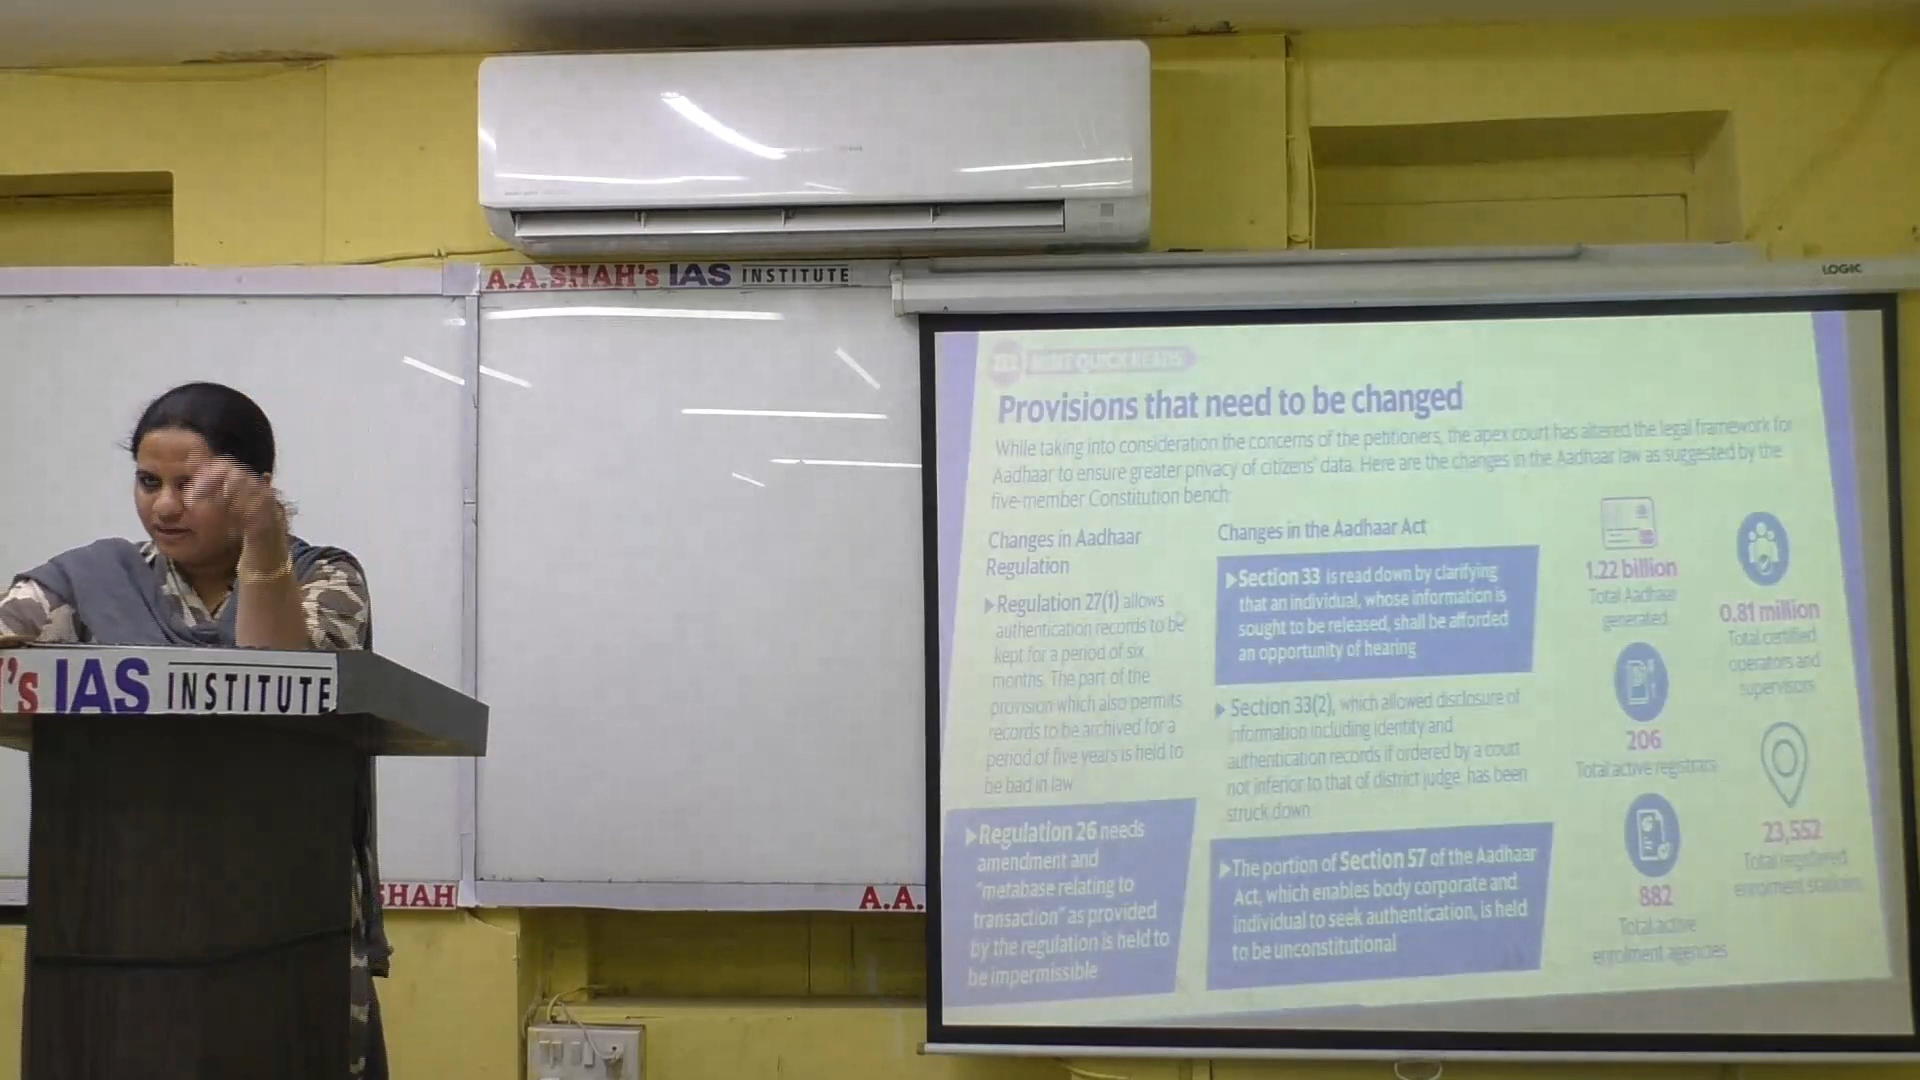 A.A.SHAH's IAS INSTITUTE
LOGIC
MINT QUICK READS
Provisions that need to be changed
While taking into consideration the concerns of the petitioners, the apex court has altered the legal framework for
Aadhaar to ensure greater privacy of citizens' data. Here are the changes in the Aadhaar law as suggested by the
five-member Constitution bench:
Changes in Aadhaar
Regulation
Regulation 27(1) allows
authentication records to be
kept for a period of six
months. The part of the
provision which also permits
records to be archived for a
period of five years is held to
be bad in law
Regulation 26 needs
amendment and
"metabase relating to
transaction" as provided
by the regulation is held to
be impermissible
Changes in the Aadhaar Act
Section 33 is read down by clarifying
that an individual, whose information is
sought to be released, shall be afforded
an opportunity of hearing
Section 33(2), which allowed disclosure of
information including identity and
authentication records if ordered by a court
not inferior to that of district judge, has been
struck down
The portion of Section 57 of the Aadhaar
Act, which enables body corporate and
individual to seek authentication, is held
to be unconstitutional
1.22 billion
Total Aadhaar
generated
0.81 million
Total certified
operators and
supervisors
206
Total active registrars
23,552
Total registered
enrolment stations
882
Total active
enrolment agencies
's IAS INSTITUTE
SHAH
A.A.